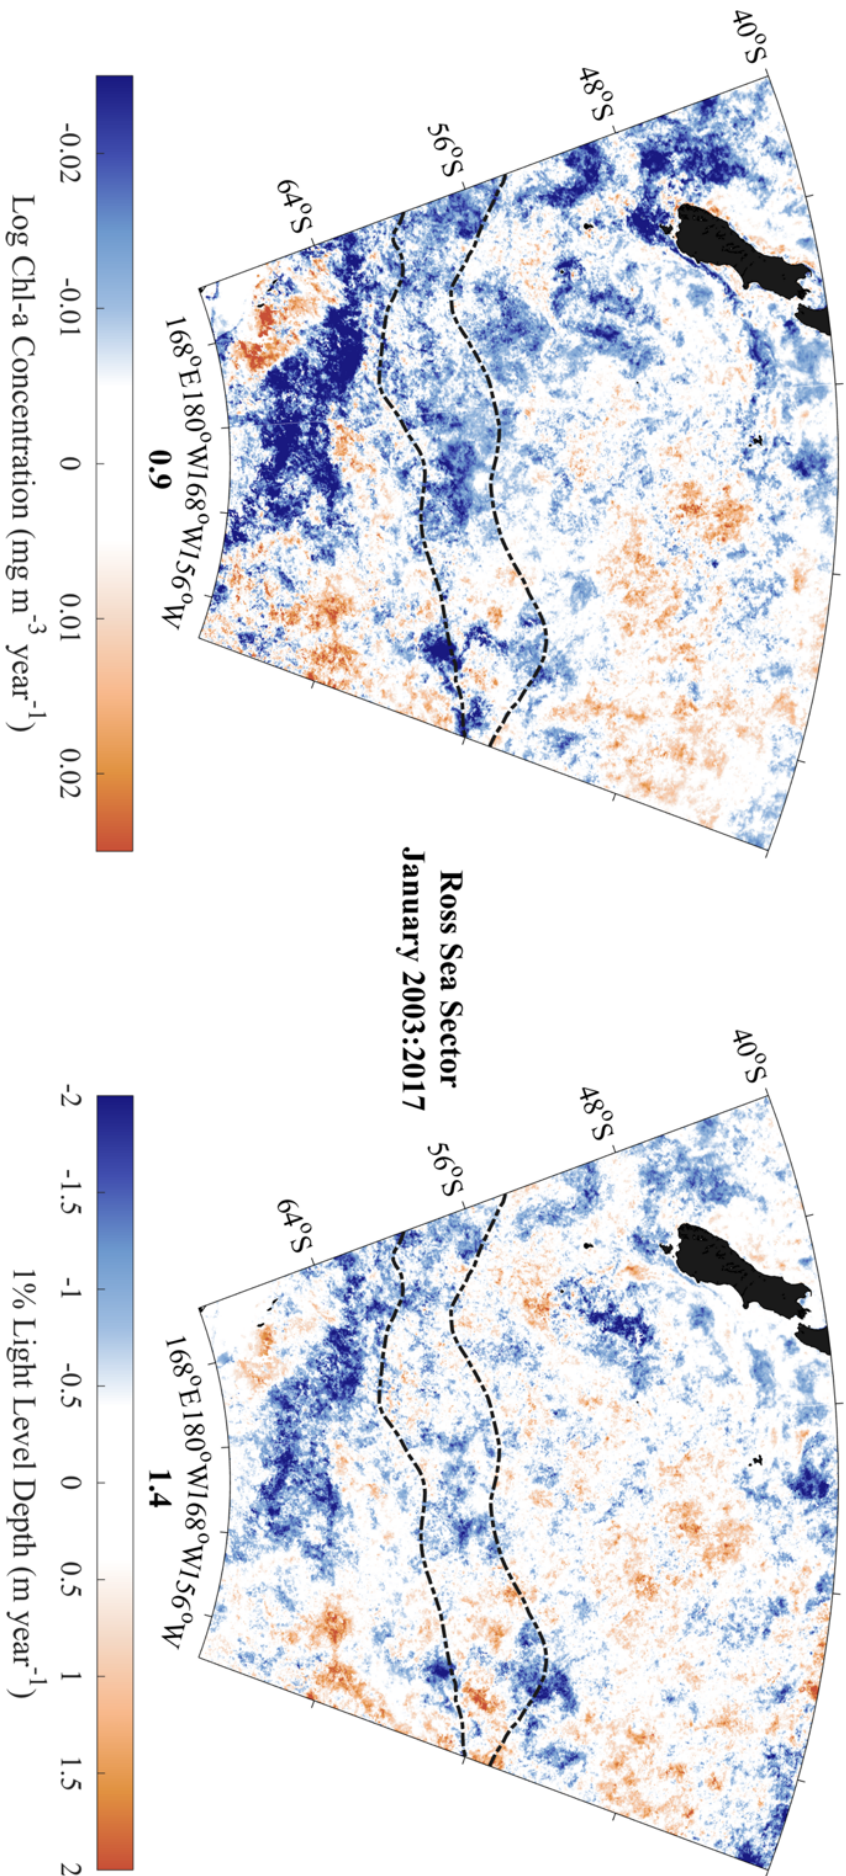 Ross Sea Sector
January 2003:2017
40°S
48°S
56°S
64°S
168°E 180°W 168°W 156°W
0.9
-0.02 -0.01 0 0.01 0.02
Log Chl-a Concentration (mg m⁻³ year⁻¹)
40°S
48°S
56°S
64°S
168°E 180°W 168°W 156°W
1.4
-2 -1.5 -1 -0.5 0 0.5 1 1.5 2
1% Light Level Depth (m year⁻¹)